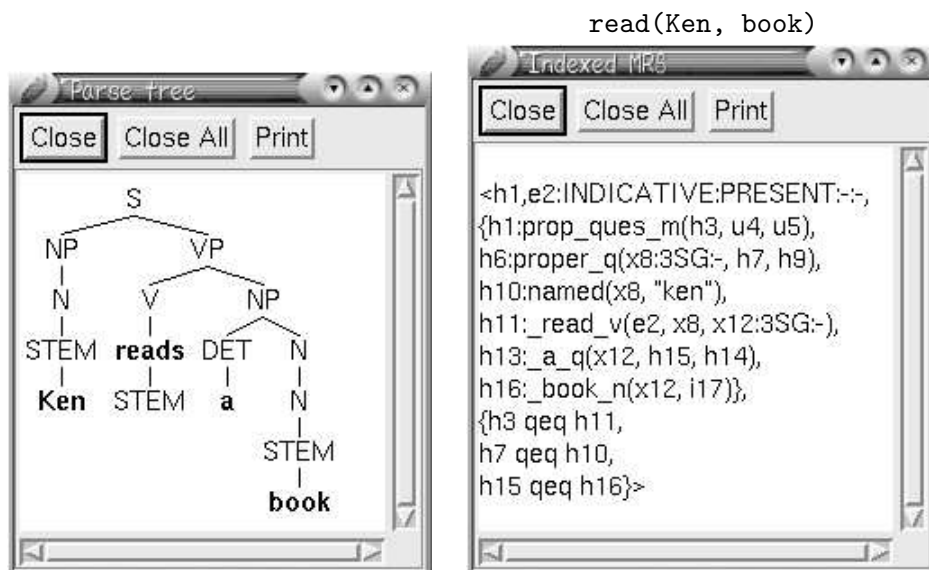 read(Ken, book)
Parse tree
Close Close All Print
S
NP VP
N V NP
STEM reads DET N
Ken STEM a N
STEM
book
Indexed MRS
Close Close All Print
<h1,e2:INDICATIVE:PRESENT:-:-,
{h1:prop_ques_m(h3, u4, u5),
h6:proper_q(x8:3SG:-, h7, h9),
h10:named(x8, "ken"),
h11:_read_v(e2, x8, x12:3SG:-),
h13:_a_q(x12, h15, h14),
h16:_book_n(x12, i17)},
{h3 qeq h11,
h7 qeq h10,
h15 qeq h16}>